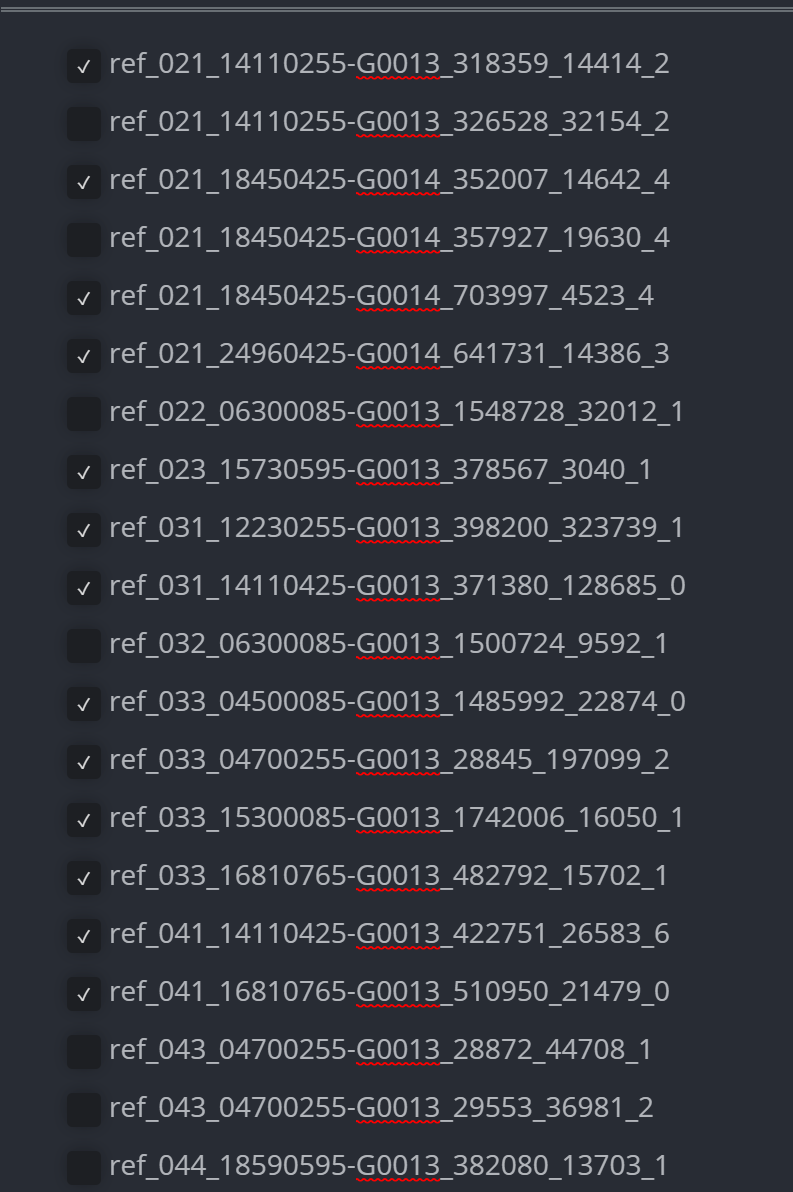 ✓ ref_021_14110255-G0013_318359_14414_2
ref_021_14110255-G0013_326528_32154_2
✓ ref_021_18450425-G0014_352007_14642_4
ref_021_18450425-G0014_357927_19630_4
✓ ref_021_18450425-G0014_703997_4523_4
✓ ref_021_24960425-G0014_641731_14386_3
ref_022_06300085-G0013_1548728_32012_1
✓ ref_023_15730595-G0013_378567_3040_1
✓ ref_031_12230255-G0013_398200_323739_1
✓ ref_031_14110425-G0013_371380_128685_0
ref_032_06300085-G0013_1500724_9592_1
✓ ref_033_04500085-G0013_1485992_22874_0
✓ ref_033_04700255-G0013_28845_197099_2
✓ ref_033_15300085-G0013_1742006_16050_1
✓ ref_033_16810765-G0013_482792_15702_1
✓ ref_041_14110425-G0013_422751_26583_6
✓ ref_041_16810765-G0013_510950_21479_0
ref_043_04700255-G0013_28872_44708_1
ref_043_04700255-G0013_29553_36981_2
ref_044_18590595-G0013_382080_13703_1